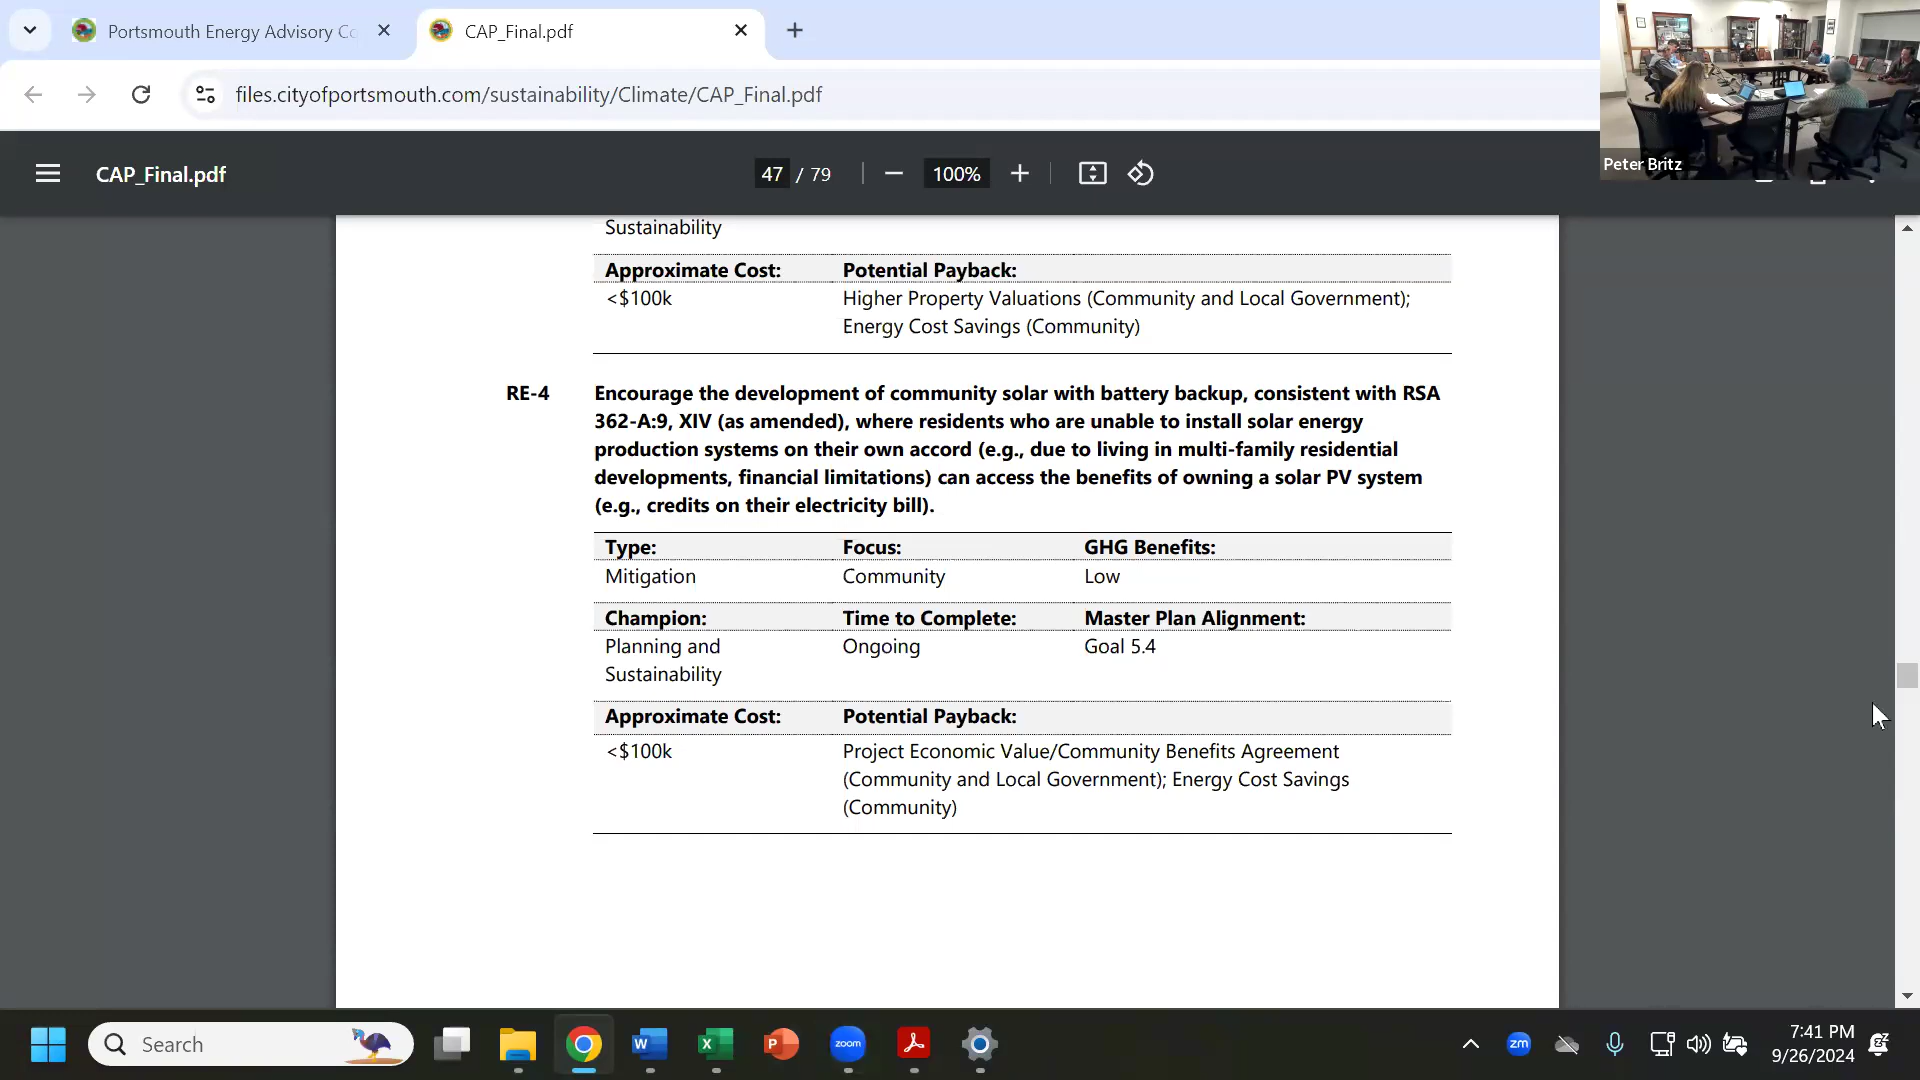 Portsmouth Energy Advisory Co
CAP_Final.pdf
files.cityofportsmouth.com/sustainability/Climate/CAP_Final.pdf
Peter Britz
CAP_Final.pdf
47 / 79
100%
Sustainability
Approximate Cost: Potential Payback:
<$100k Higher Property Valuations (Community and Local Government);
Energy Cost Savings (Community)
RE-4 Encourage the development of community solar with battery backup, consistent with RSA
362-A:9, XIV (as amended), where residents who are unable to install solar energy
production systems on their own accord (e.g., due to living in multi-family residential
developments, financial limitations) can access the benefits of owning a solar PV system
(e.g., credits on their electricity bill).
Type: Focus: GHG Benefits:
Mitigation Community Low
Champion: Time to Complete: Master Plan Alignment:
Planning and Ongoing Goal 5.4
Sustainability
Approximate Cost: Potential Payback:
<$100k Project Economic Value/Community Benefits Agreement
(Community and Local Government); Energy Cost Savings
(Community)
Search
W
X
P
zoom
zm
7:41 PM
9/26/2024